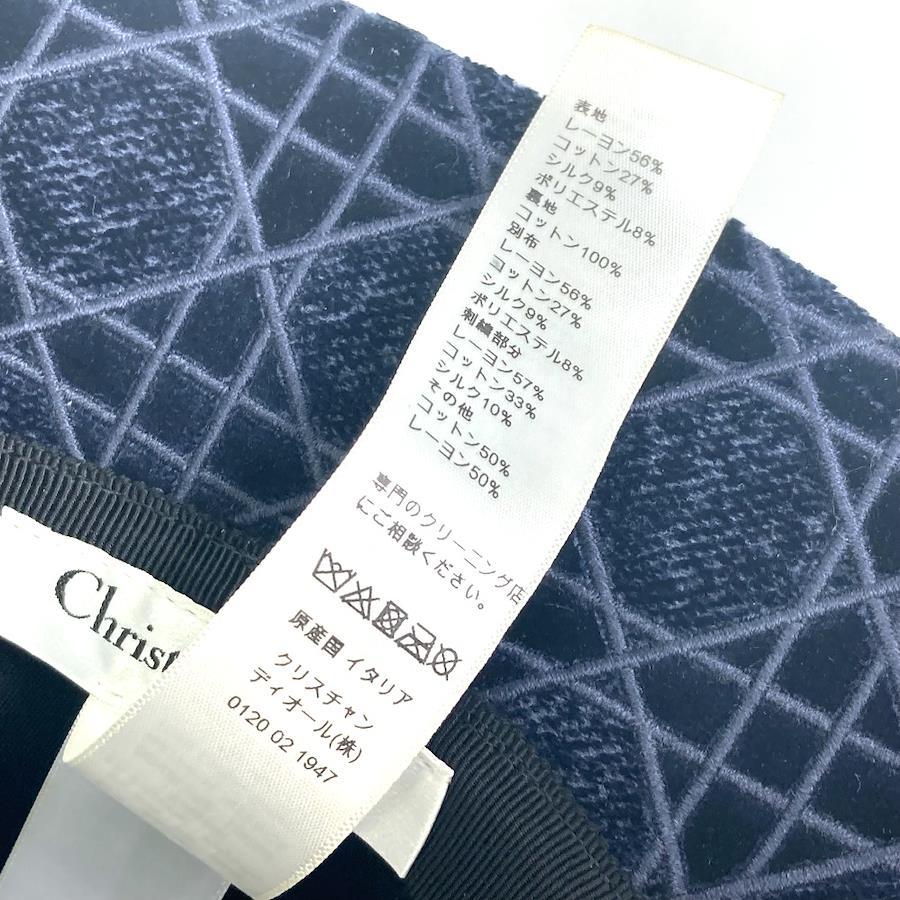 表地
レーヨン56%
コットン27%
シルク9%
ポリエステル8%
裏地
コットン100%
別布
レーヨン56%
コットン27%
シルク9%
ポリエステル8%
刺繍部分
レーヨン57%
コットン33%
シルク10%
その他
コットン50%
レーヨン50%
専門のクリーニング店
にご相談ください。
原産国 イタリア
クリスチャン
ディオール(株)
0120 02 1947
Christ